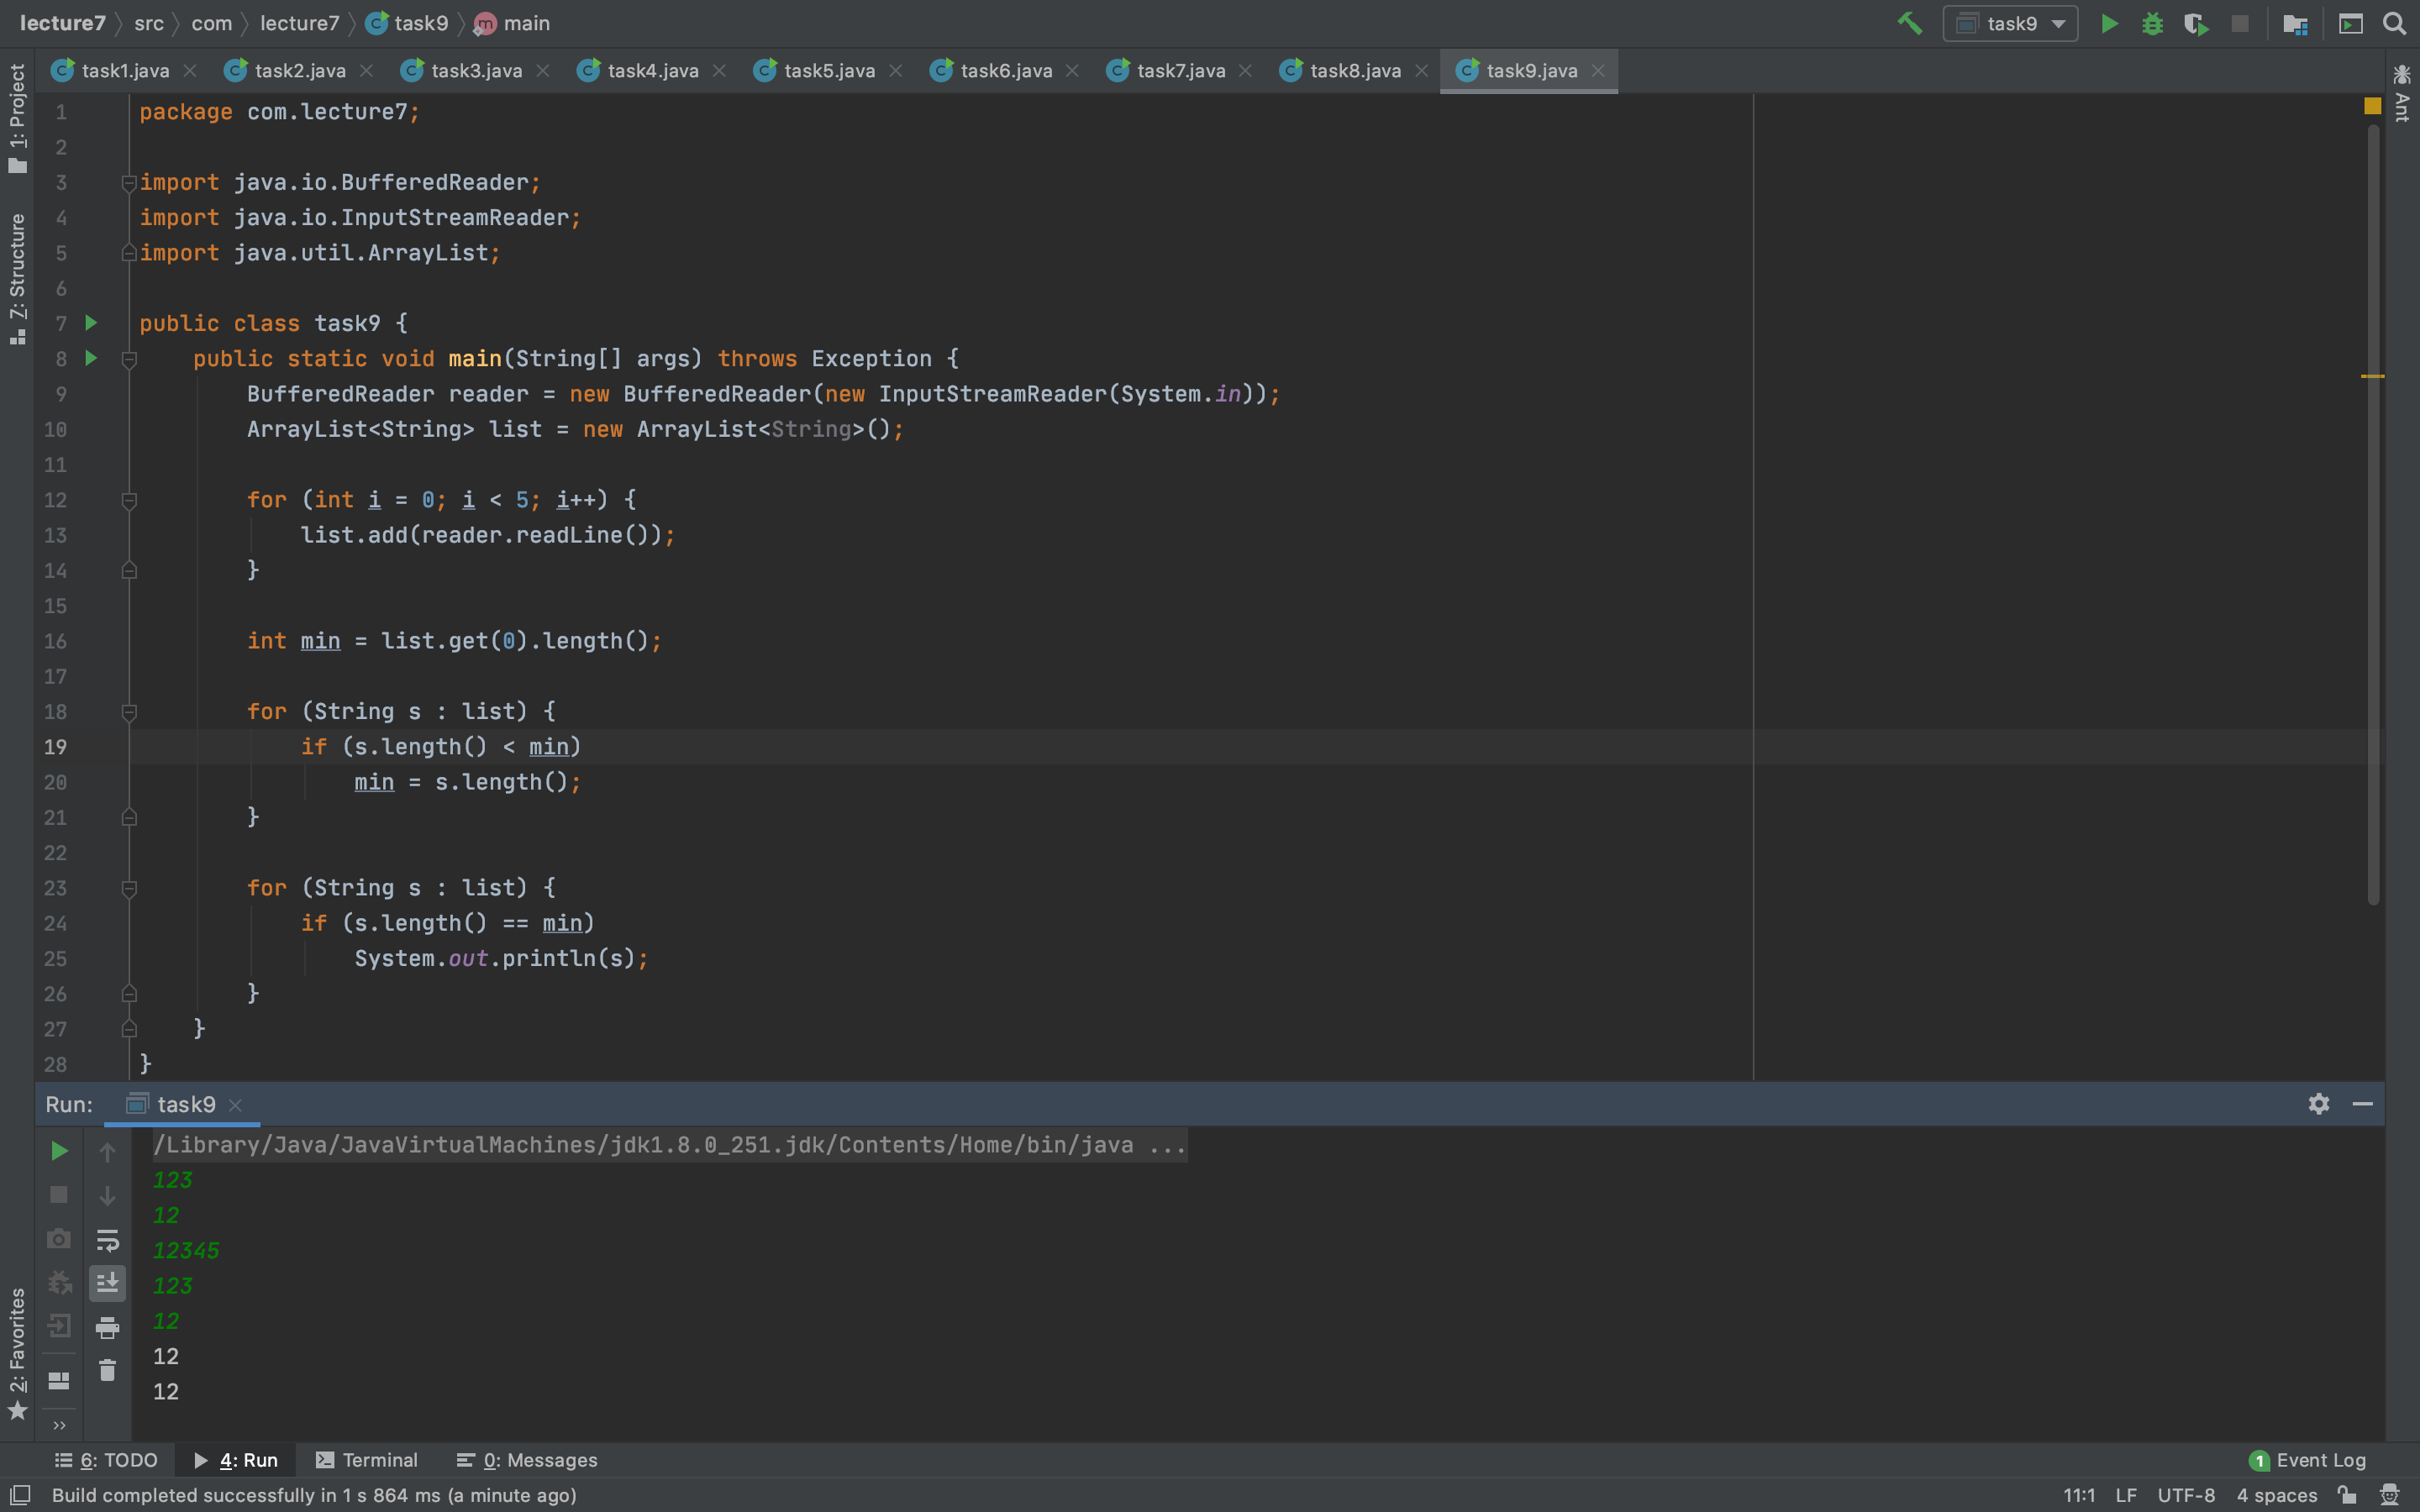 lecture7 src com lecture7 task9 main task9
task1.java task2.java task3.java task4.java task5.java task6.java task7.java task8.java task9.java
1: Project
7: Structure
2: Favorites
Ant
1 package com.lecture7;
2
3 import java.io.BufferedReader;
4 import java.io.InputStreamReader;
5 import java.util.ArrayList;
6
7 public class task9 {
8     public static void main(String[] args) throws Exception {
9         BufferedReader reader = new BufferedReader(new InputStreamReader(System.in));
10         ArrayList<String> list = new ArrayList<String>();
11
12         for (int i = 0; i < 5; i++) {
13             list.add(reader.readLine());
14         }
15
16         int min = list.get(0).length();
17
18         for (String s : list) {
19             if (s.length() < min)
20                 min = s.length();
21         }
22
23         for (String s : list) {
24             if (s.length() == min)
25                 System.out.println(s);
26         }
27     }
28 }
Run: task9
/Library/Java/JavaVirtualMachines/jdk1.8.0_251.jdk/Contents/Home/bin/java ...
123
12
12345
123
12
12
12
6: TODO 4: Run Terminal 0: Messages 1 Event Log
Build completed successfully in 1 s 864 ms (a minute ago) 11:1 LF UTF-8 4 spaces